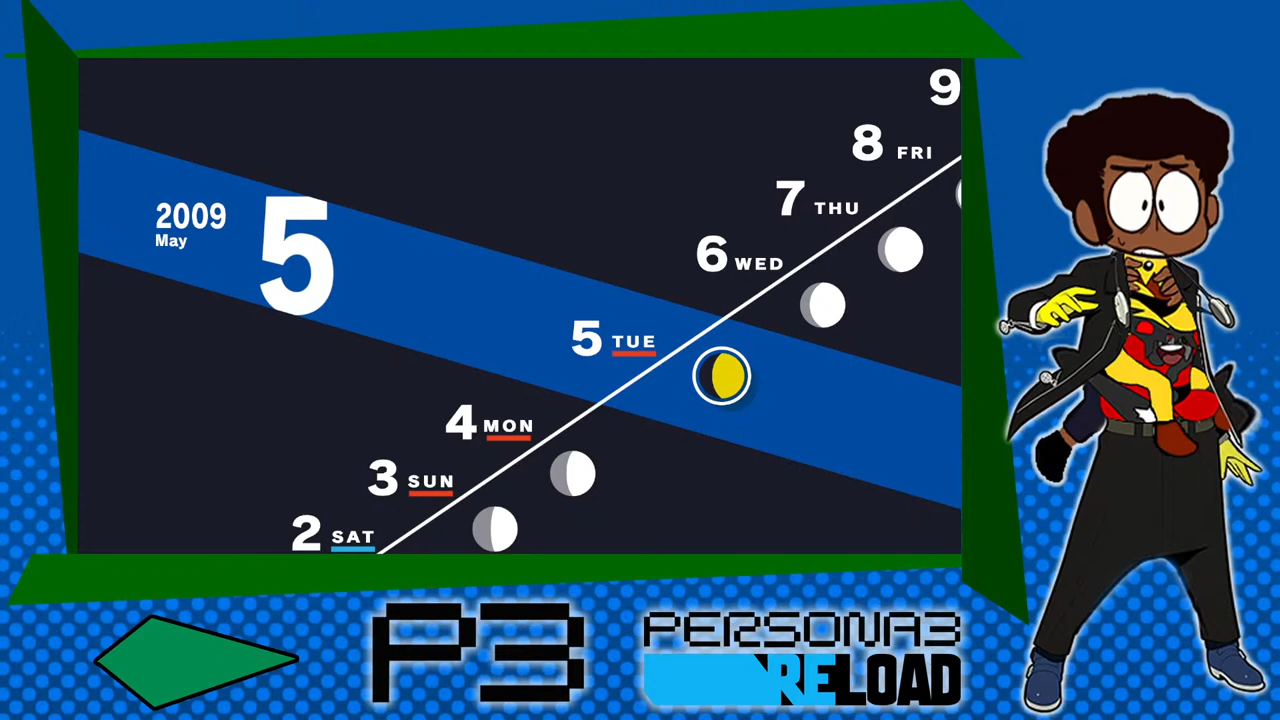 9
8 FRI
7 THU
6 WED
2009
May
5
5 TUE
4 MON
3 SUN
2 SAT
P3
PERSONA3
RELOAD